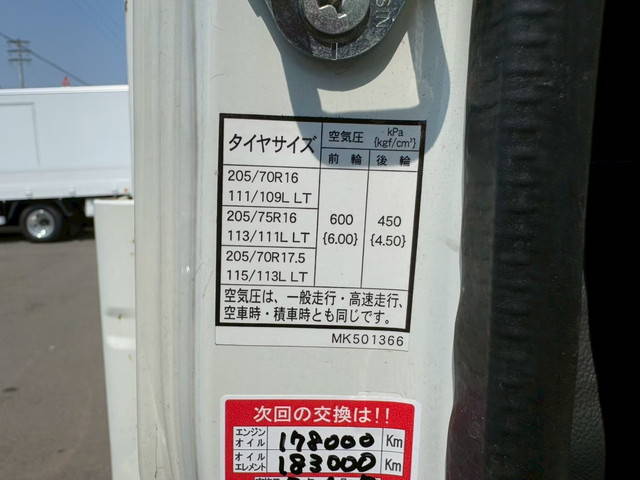 タイヤサイズ 空気圧 kPa {kgf/cm²}
前輪 後輪
205/70R16
111/109L LT
205/75R16 600 450
113/111L LT {6.00} {4.50}
205/70R17.5
115/113L LT
空気圧は、一般走行・高速走行、
空車時・積車時とも同じです。
MK501366
次回の交換は!!
エンジンオイル 178000 Km
オイルエレメント 183000 Km